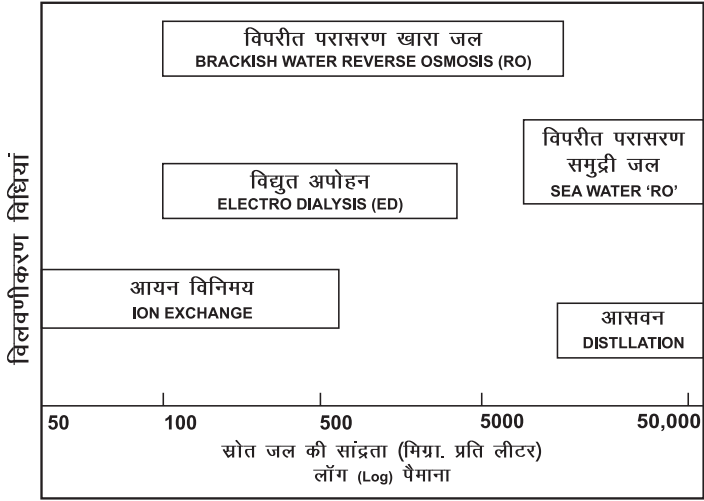 विपरीत परासरण खारा जल
BRACKISH WATER REVERSE OSMOSIS (RO)
विपरीत परासरण
समुद्री जल
SEA WATER ‘RO’
विद्युत अपोहन
ELECTRO DIALYSIS (ED)
आयन विनिमय
ION EXCHANGE
आसवन
DISTLLATION
विलवणीकरण विधियां
50 100 500 5000 50,000
स्रोत जल की सांद्रता (मिग्रा. प्रति लीटर)
लॉग (Log) पैमाना